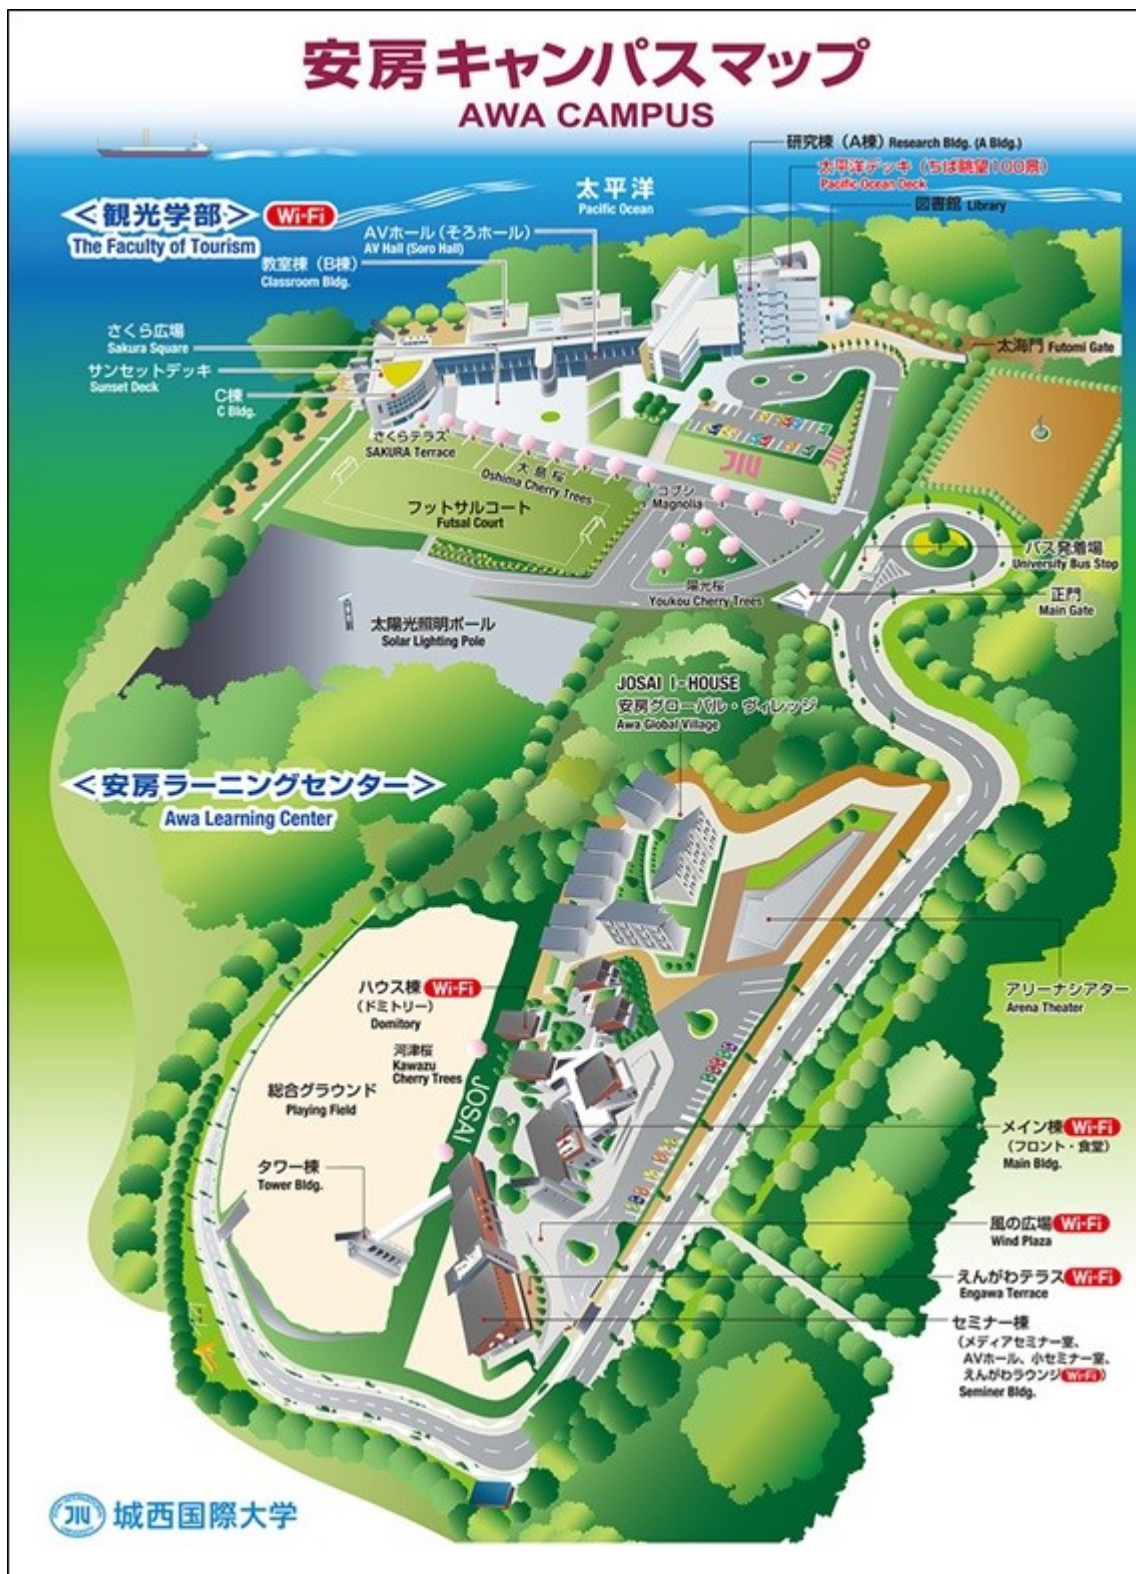 安房キャンパスマップ
AWA CAMPUS
研究棟（A棟） Research Bldg. (A Bldg.)
太平洋デッキ（ちば眺望100景）
Pacific Ocean Deck
図書館 Library
太平洋
Pacific Ocean
＜観光学部＞ Wi-Fi
The Faculty of Tourism
AVホール（そろホール）
AV Hall (Soro Hall)
教室棟（B棟）
Classroom Bldg.
さくら広場
Sakura Square
サンセットデッキ
Sunset Deck
C棟
C Bldg.
太海門 Futomi Gate
さくらテラス
SAKURA Terrace
大島桜
Oshima Cherry Trees
JIU
JIU
コブシ
Magnolia
フットサルコート
Futsal Court
バス発着場
University Bus Stop
陽光桜
Youkou Cherry Trees
正門
Main Gate
太陽光照明ポール
Solar Lighting Pole
JOSAI I-HOUSE
安房グローバル・ヴィレッジ
Awa Global Village
＜安房ラーニングセンター＞
Awa Learning Center
ハウス棟 Wi-Fi
（ドミトリー）
Domitory
アリーナシアター
Arena Theater
河津桜
Kawazu
Cherry Trees
JOSAI
総合グラウンド
Playing Field
メイン棟 Wi-Fi
（フロント・食堂）
Main Bldg.
タワー棟
Tower Bldg.
風の広場 Wi-Fi
Wind Plaza
えんがわテラス Wi-Fi
Engawa Terrace
セミナー棟
（メディアセミナー室、
AVホール、小セミナー室、
えんがわラウンジ Wi-Fi）
Seminer Bldg.
JIU 城西国際大学